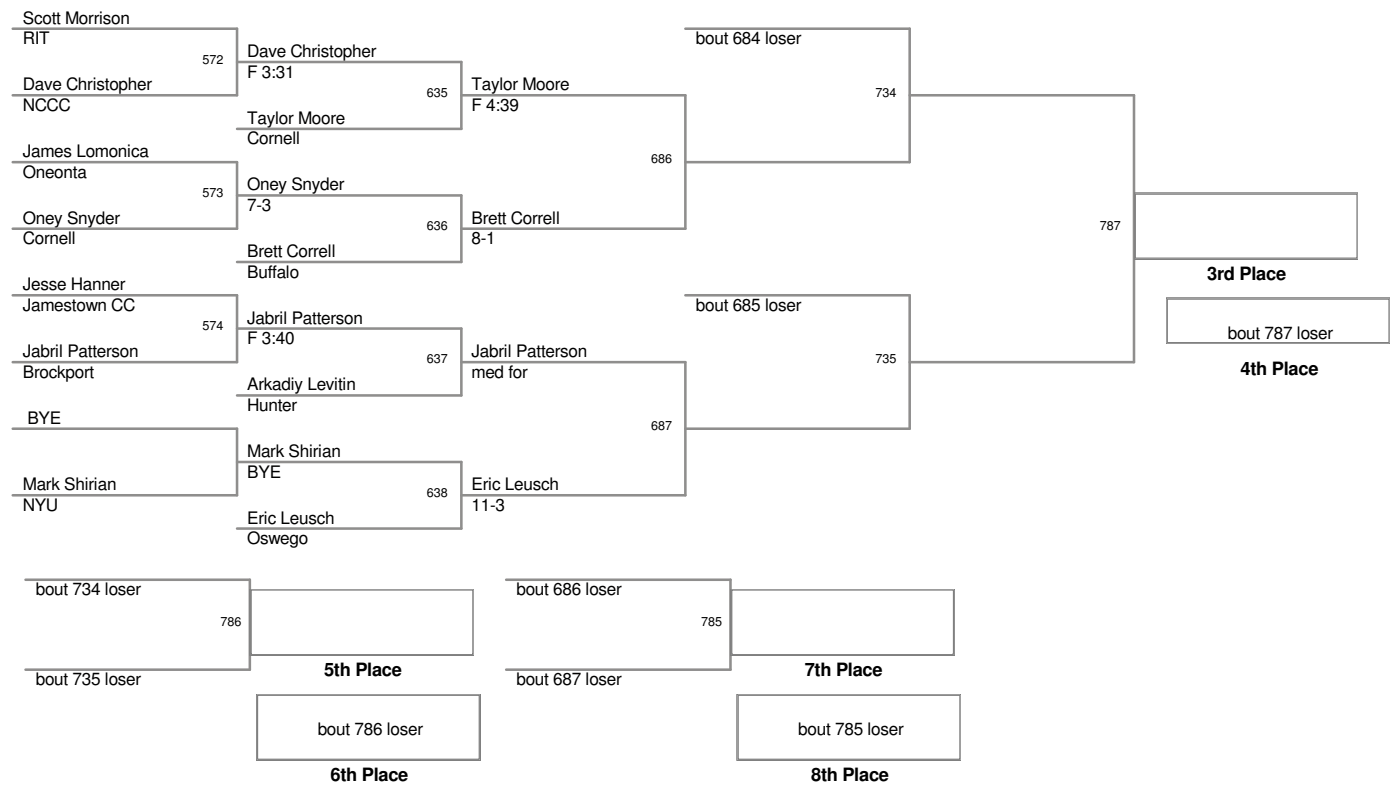 Scott Morrison
RIT
572
Dave Christopher
NCCC
Dave Christopher
F 3:31
635
Taylor Moore
Cornell
James Lomonica
Oneonta
573
Oney Snyder
Cornell
Oney Snyder
7-3
636
Brett Correll
Buffalo
Jesse Hanner
Jamestown CC
574
Jabril Patterson
Brockport
Jabril Patterson
F 3:40
637
Arkadiy Levitin
Hunter
BYE
Mark Shirian
NYU
Mark Shirian
BYE
638
Eric Leusch
Oswego
Taylor Moore
F 4:39
686
Brett Correll
8-1
Jabril Patterson
med for
687
Eric Leusch
11-3
bout 684 loser
734
bout 685 loser
735
787
3rd Place
bout 787 loser
4th Place
bout 734 loser
786
bout 735 loser
5th Place
bout 786 loser
6th Place
bout 686 loser
785
bout 687 loser
7th Place
bout 785 loser
8th Place